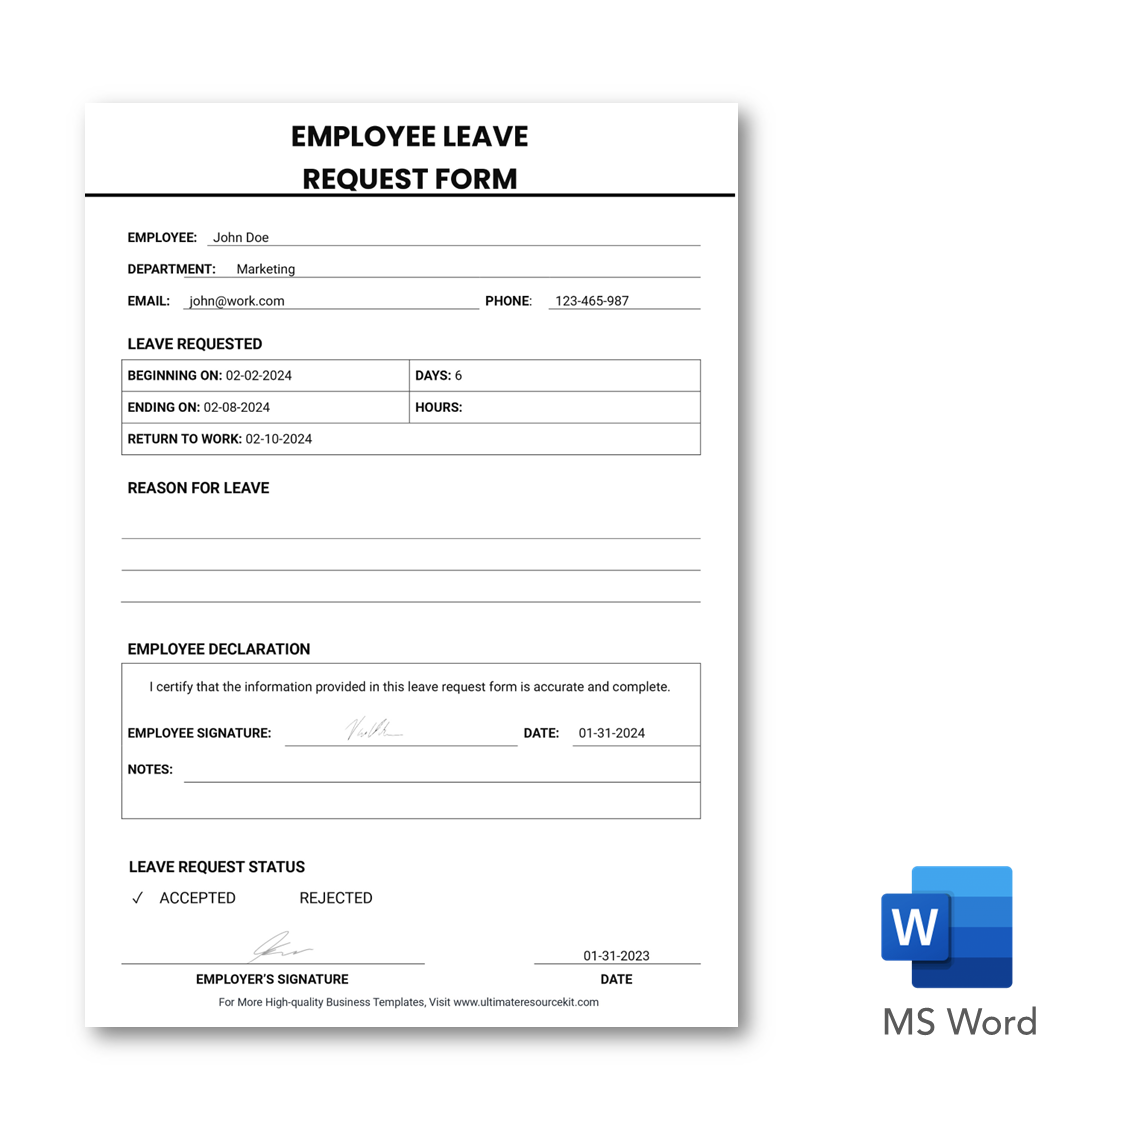 EMPLOYEE LEAVE
REQUEST FORM
EMPLOYEE: John Doe
DEPARTMENT: Marketing
EMAIL: john@work.com PHONE: 123-465-987
LEAVE REQUESTED
BEGINNING ON: 02-02-2024 DAYS: 6
ENDING ON: 02-08-2024 HOURS:
RETURN TO WORK: 02-10-2024
REASON FOR LEAVE
EMPLOYEE DECLARATION
I certify that the information provided in this leave request form is accurate and complete.
EMPLOYEE SIGNATURE: DATE: 01-31-2024
NOTES:
LEAVE REQUEST STATUS
✓ ACCEPTED REJECTED
01-31-2023
EMPLOYER’S SIGNATURE DATE
For More High-quality Business Templates, Visit www.ultimateresourcekit.com
W
MS Word